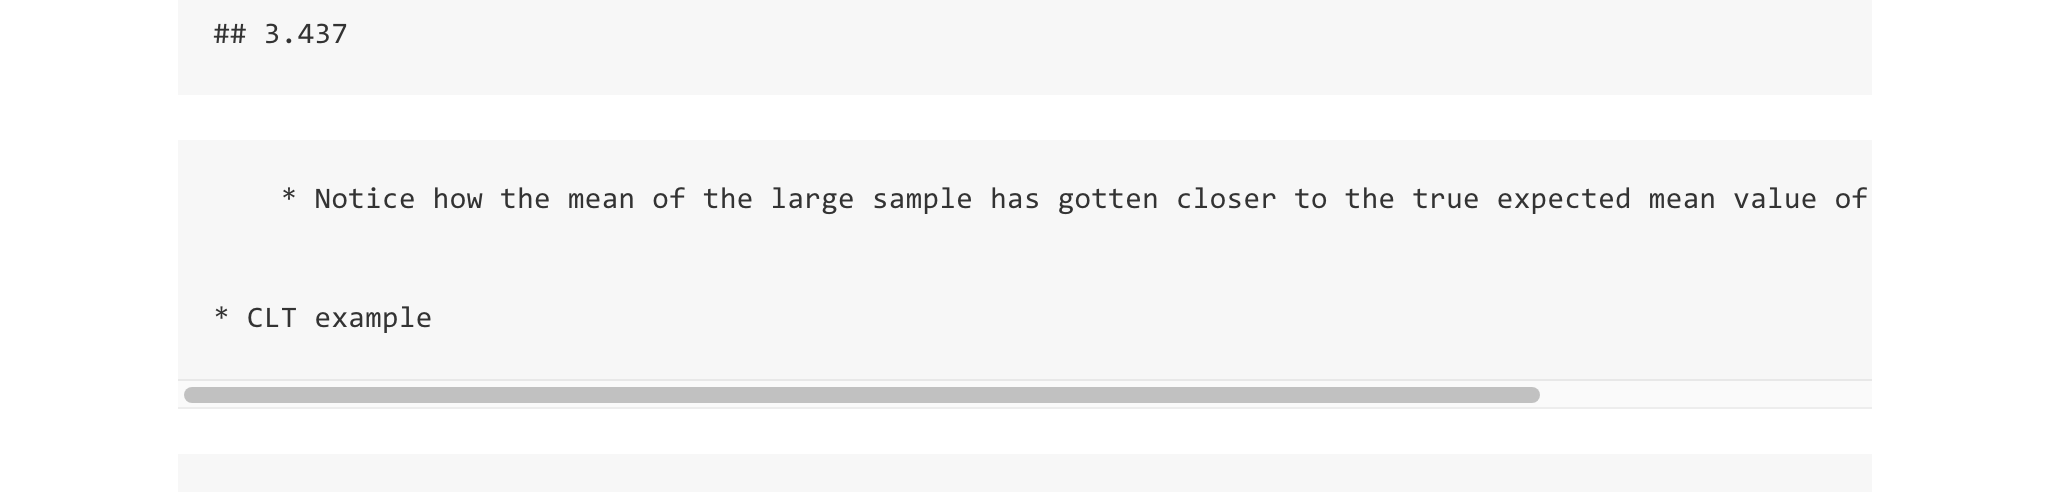 ## 3.437
* Notice how the mean of the large sample has gotten closer to the true expected mean value of
* CLT example